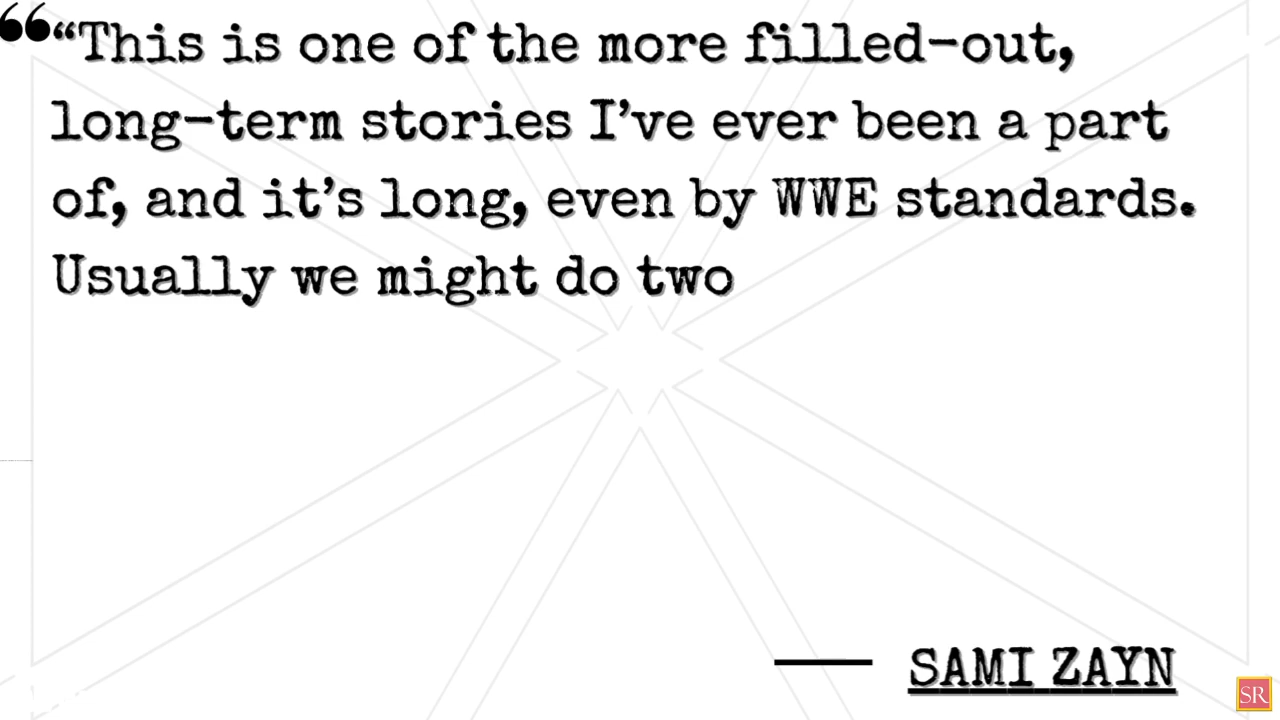 ❝“This is one of the more filled-out,
long-term stories I’ve ever been a part
of, and it’s long, even by WWE standards.
Usually we might do two
— SAMI ZAYN
SR